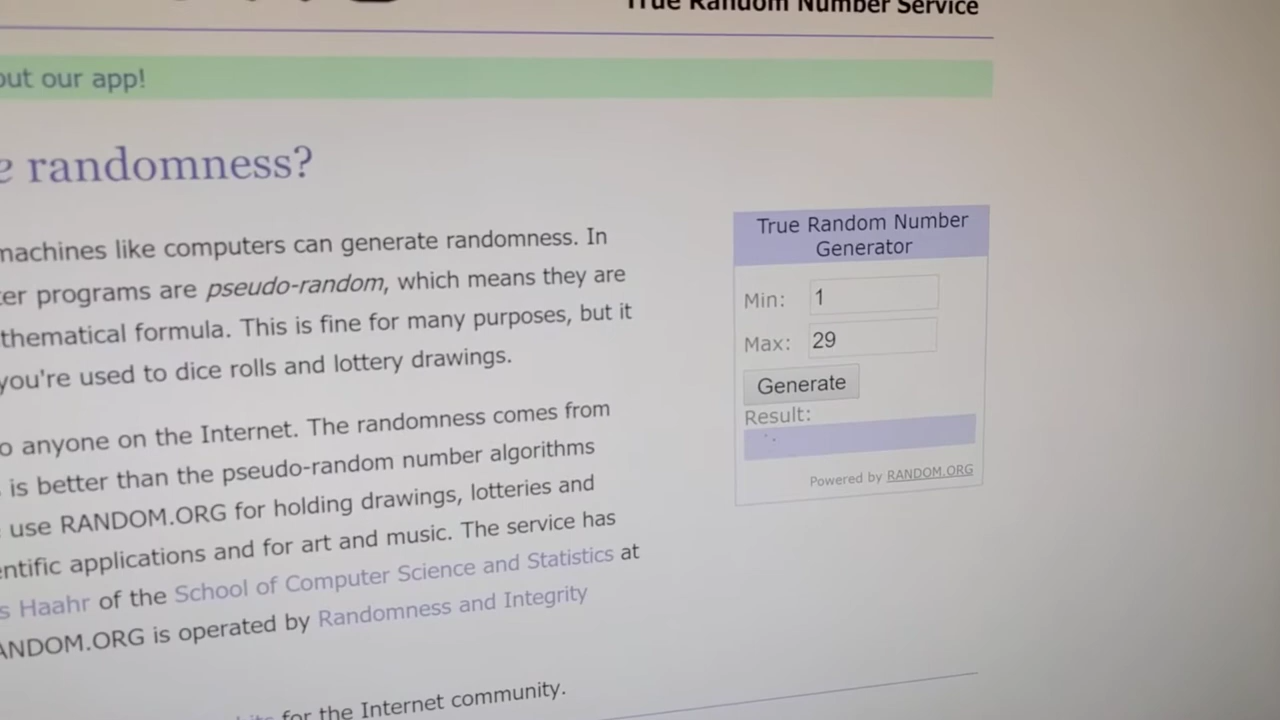 True Random Number Service
out our app!
e randomness?
machines like computers can generate randomness. In
ter programs are pseudo-random, which means they are
thematical formula. This is fine for many purposes, but it
you're used to dice rolls and lottery drawings.
o anyone on the Internet. The randomness comes from
is better than the pseudo-random number algorithms
use RANDOM.ORG for holding drawings, lotteries and
entific applications and for art and music. The service has
s Haahr of the School of Computer Science and Statistics at
ANDOM.ORG is operated by Randomness and Integrity
for the Internet community.
True Random Number
Generator
Min: 1
Max: 29
Generate
Result:
Powered by RANDOM.ORG